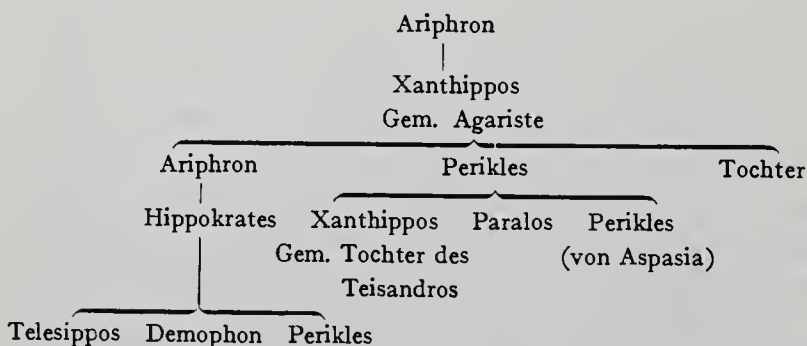 Ariphron
Xanthippos
Gem. Agariste
Ariphron Perikles Tochter
Hippokrates Xanthippos Paralos Perikles
Gem. Tochter des (von Aspasia)
Teisandros
Telesippos Demophon Perikles